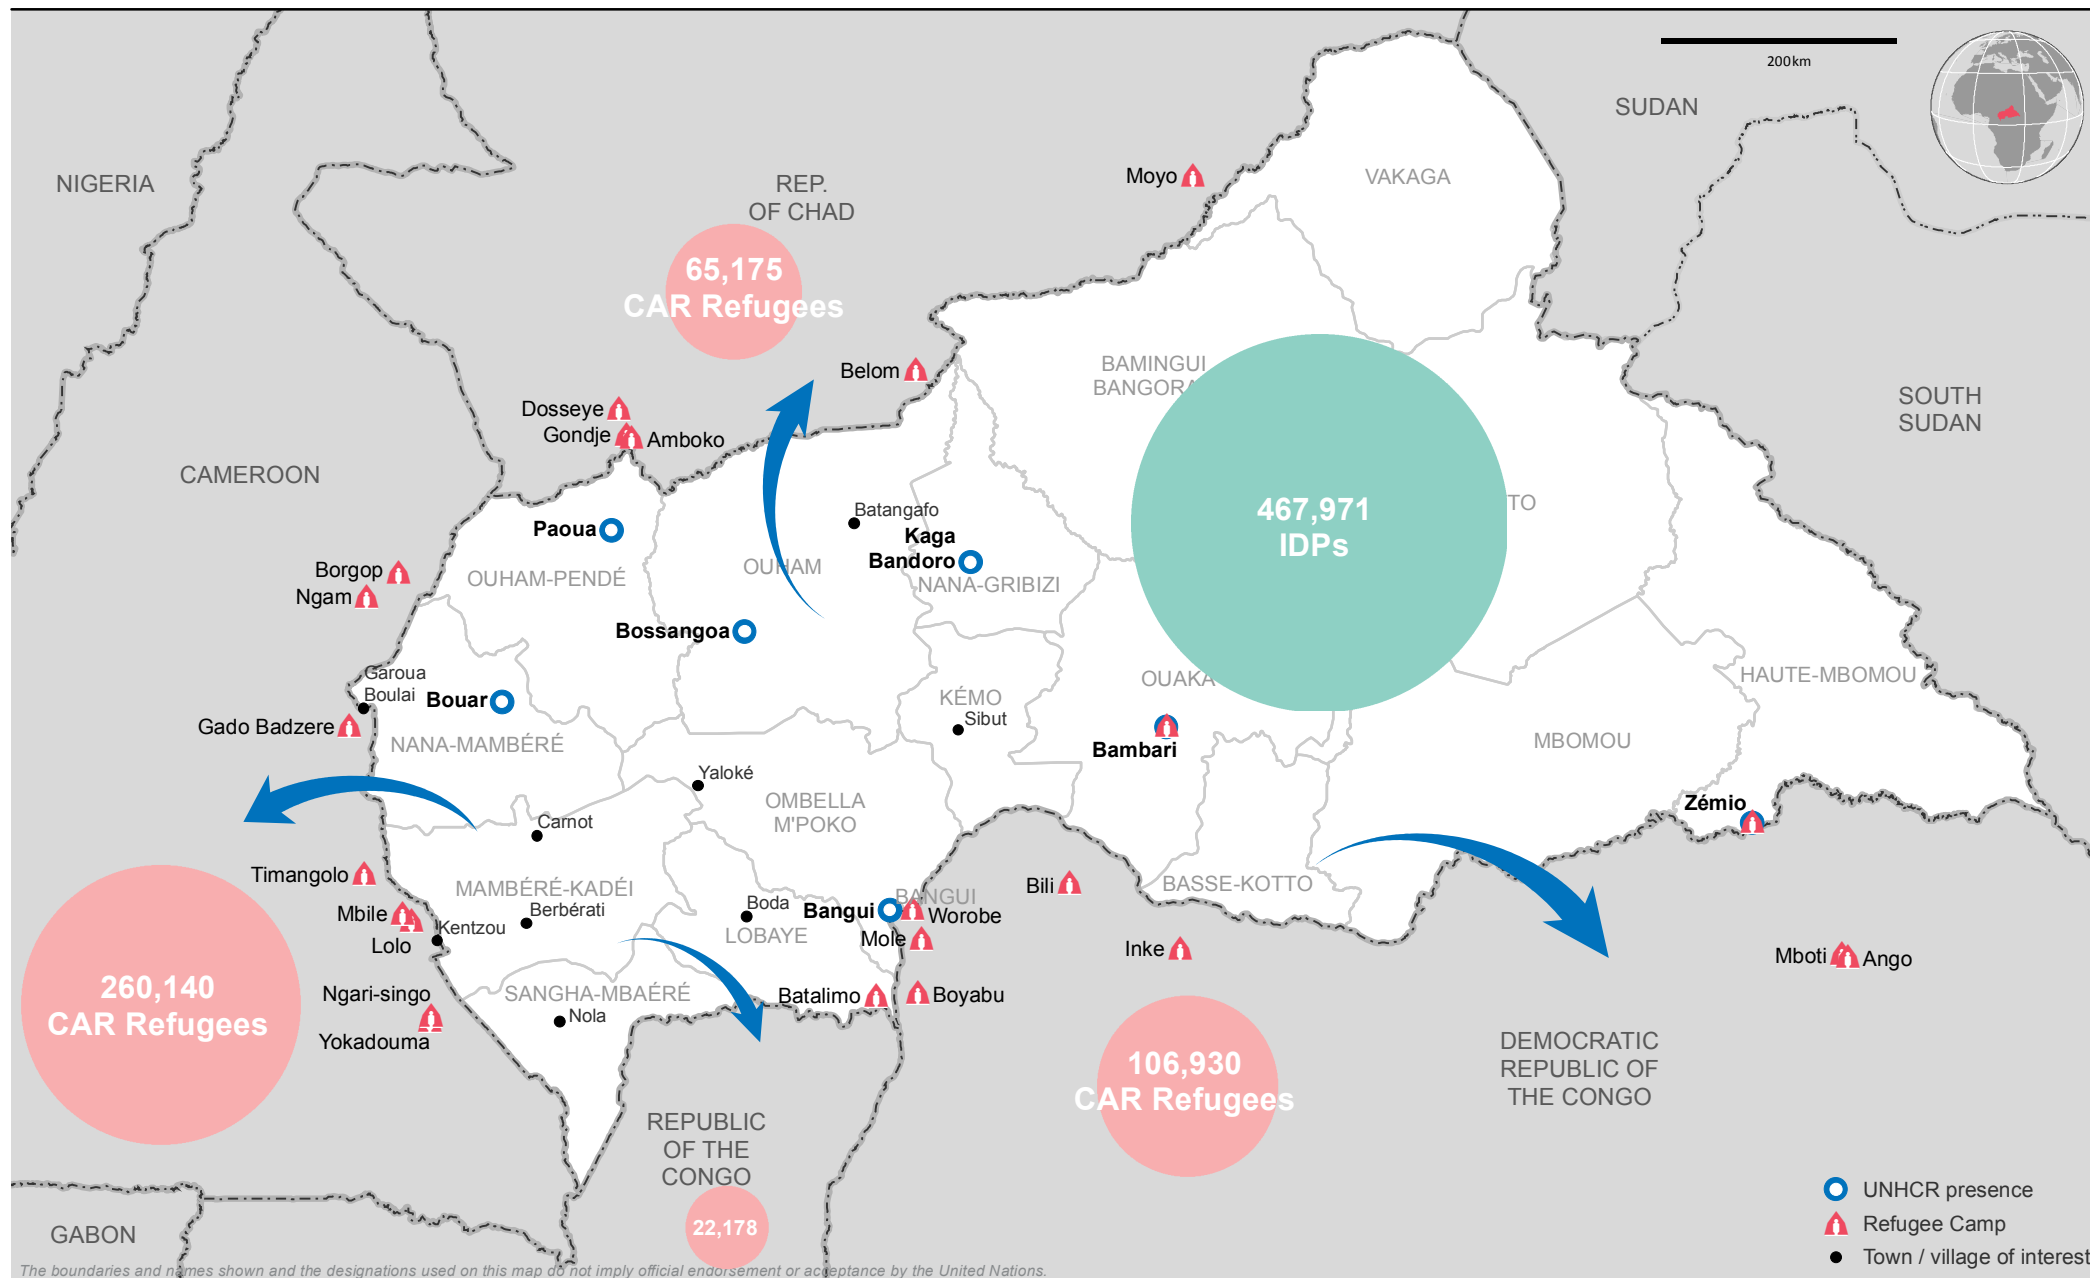 200km
SUDAN
NIGERIA
REP.
OF CHAD
Moyo
VAKAGA
65,175
CAR Refugees
Belom
BAMINGUI
SOUTH
SUDAN
Dosseye
Gondje
Amboko
CAMEROON
467,971
IDPs
Batangafo
Paoua
Kaga
Bandoro
OUHAM
NANA-GRIBIZI
OUHAM-PENDÉ
Borgop
Ngam
Bossangoa
Garoua
Boulai
Bouar
KÉMO
Sibut
OUAKA
HAUTE-MBOMOU
Gado Badzere
NANA-MAMBÉRÉ
Bambari
MBOMOU
Yaloké
OMBELLA
M'POKO
Zémio
Carnot
Timangolo
MAMBÉRÉ-KADÉI
Berbérati
Boda
LOBAYE
BANGUI
Bangui
Worobe
Mole
Bili
BASSE-KOTTO
Mbile
Lolo
Kentzou
Inke
Mboti
Ango
260,140
CAR Refugees
Ngari-singo
Yokadouma
SANGHA-MBAÉRÉ
Nola
Batalimo
Boyabu
106,930
CAR Refugees
DEMOCRATIC
REPUBLIC OF
THE CONGO
REPUBLIC
OF THE
CONGO
22,178
GABON
UNHCR presence
Refugee Camp
Town / village of interest
The boundaries and names shown and the designations used on this map do not imply official endorsement or acceptance by the United Nations.